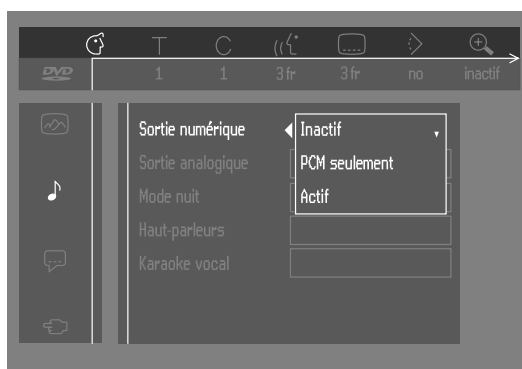 T C
DVD 1 1 3 fr 3 fr no inactif
Sortie numérique Inactif
Sortie analogique PCM seulement
Mode nuit Actif
Haut-parleurs
Karaoke vocal